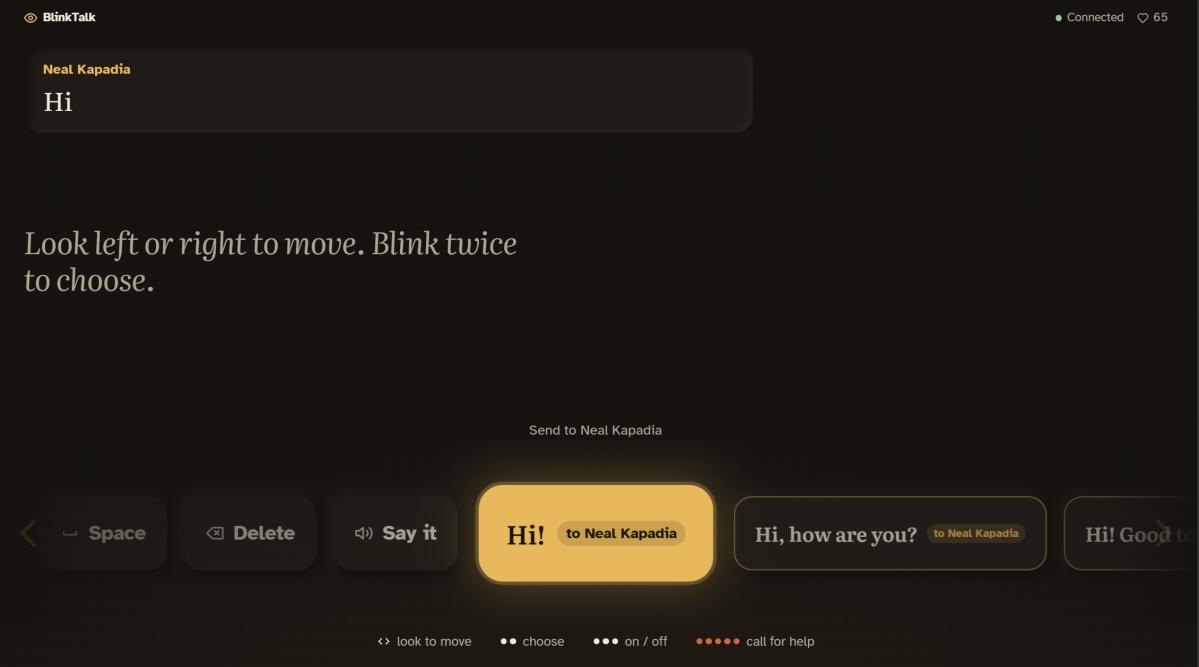 BlinkTalk
Connected 65
Neal Kapadia
Hi
Look left or right to move. Blink twice
to choose.
Send to Neal Kapadia
Space Delete Say it Hi! to Neal Kapadia Hi, how are you? to Neal Kapadia Hi! Good to
look to move choose on / off call for help